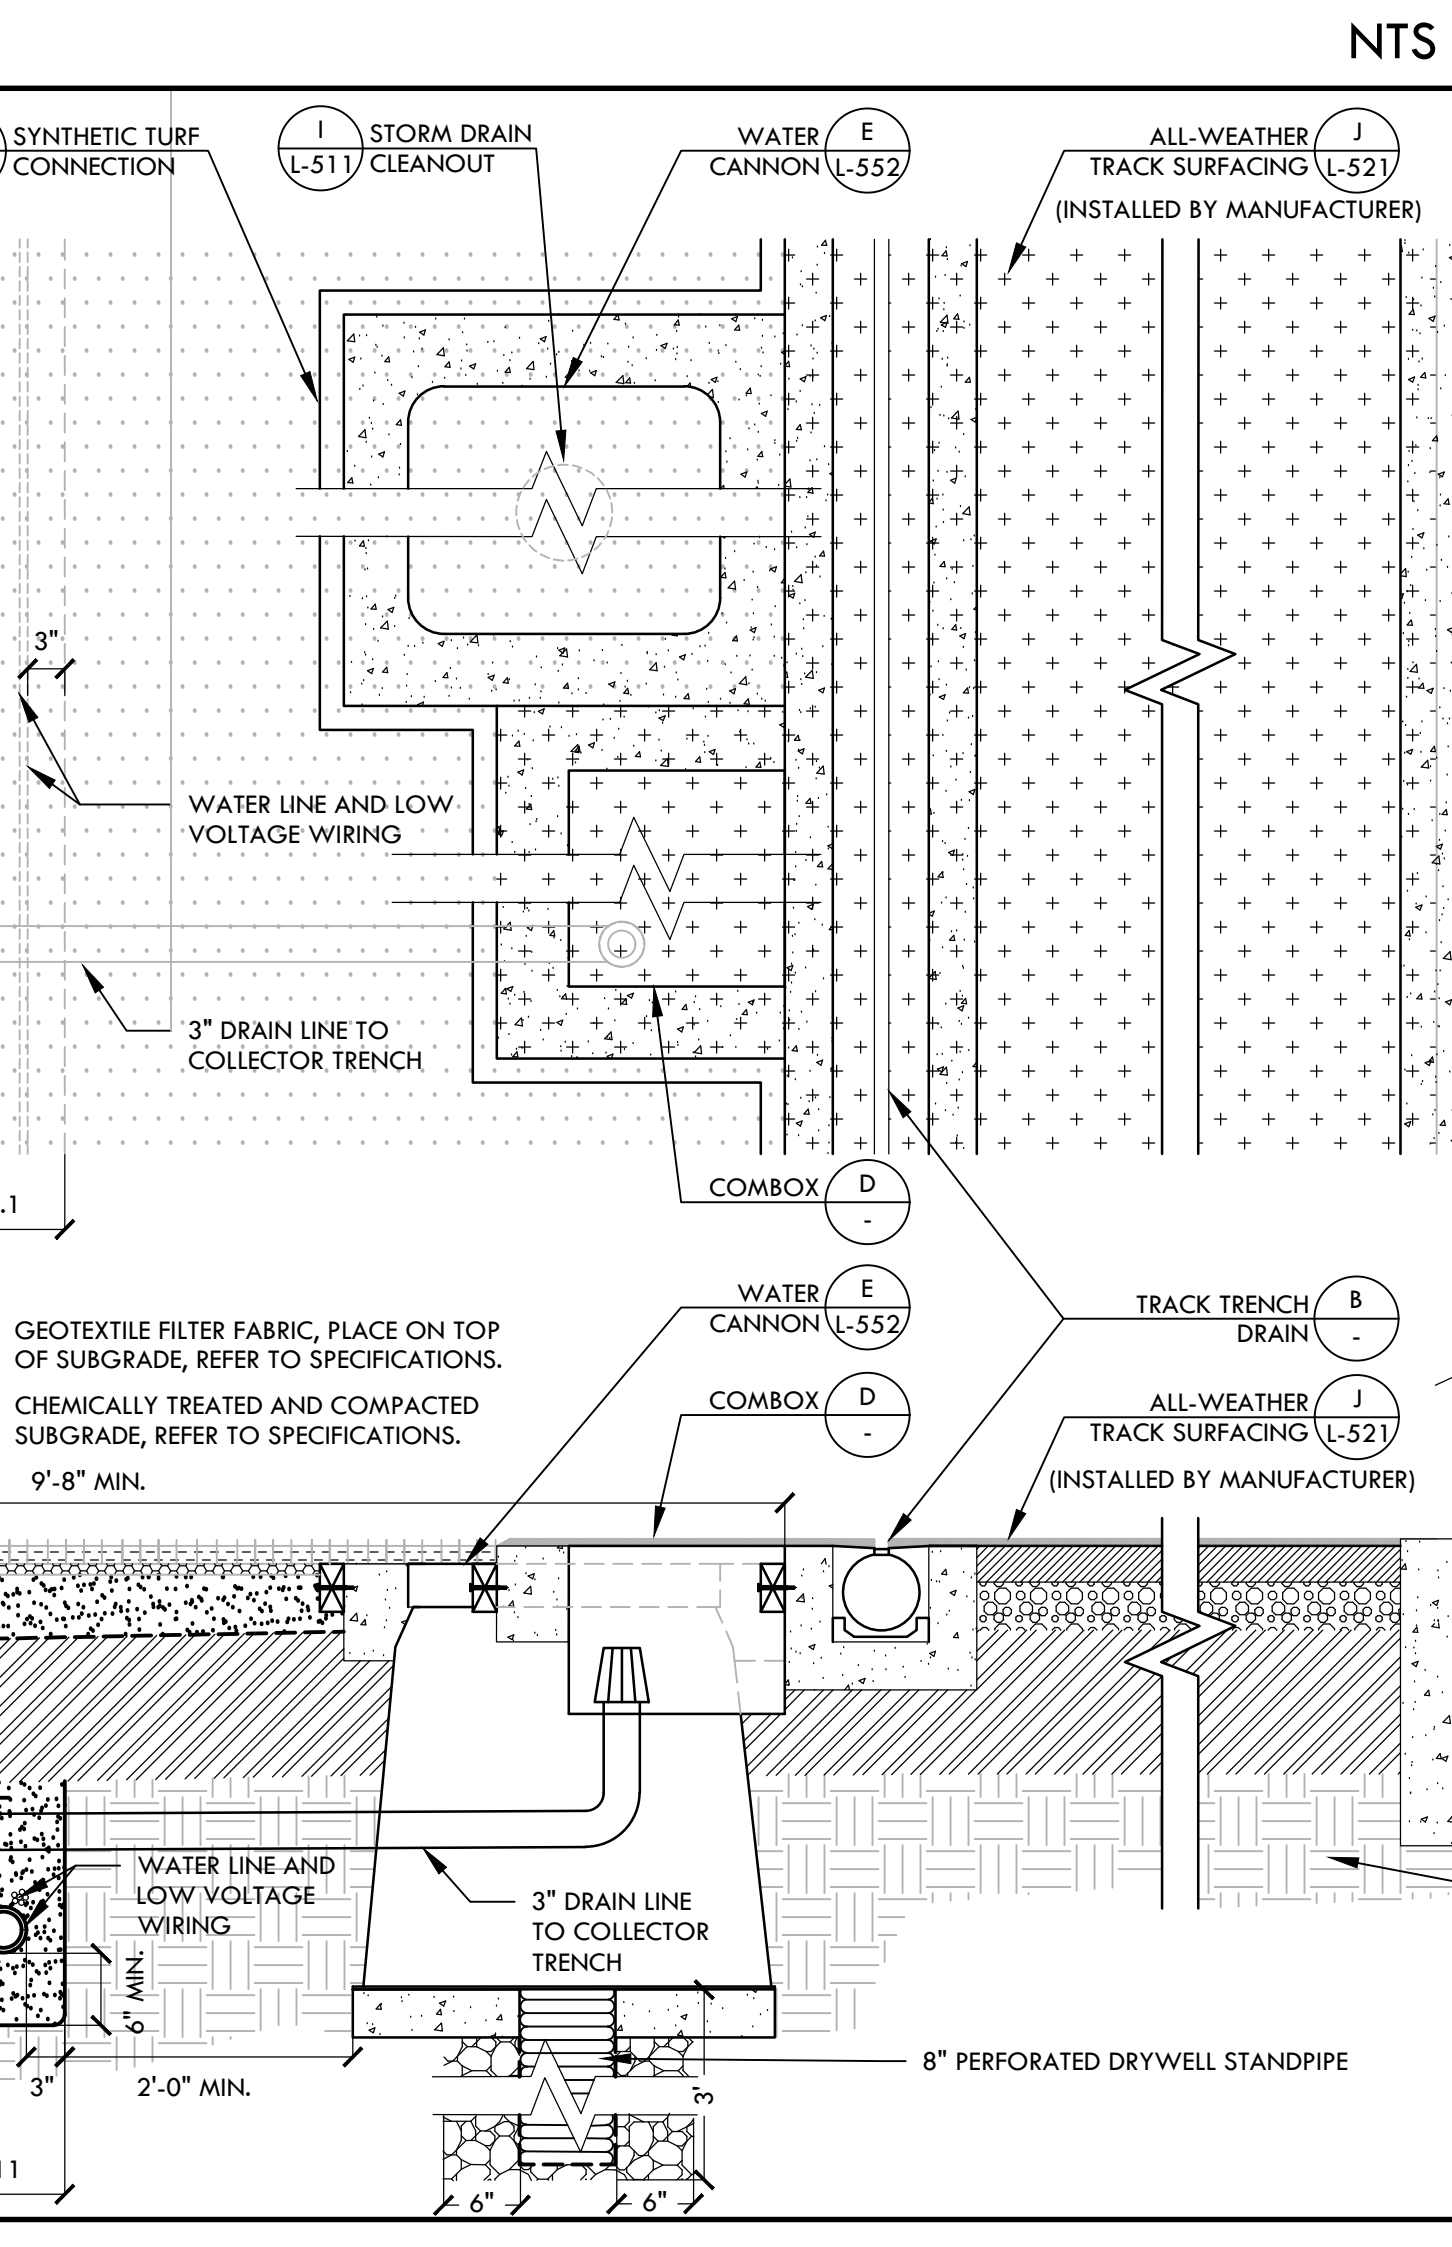 NTS
SYNTHETIC TURF
CONNECTION
I
L-511
STORM DRAIN
CLEANOUT
WATER
CANNON
E
L-552
ALL-WEATHER
TRACK SURFACING
J
L-521
(INSTALLED BY MANUFACTURER)
3"
WATER LINE AND LOW
VOLTAGE WIRING
3" DRAIN LINE TO
COLLECTOR TRENCH
.1
COMBOX
D
-
WATER
CANNON
E
L-552
TRACK TRENCH
DRAIN
B
-
GEOTEXTILE FILTER FABRIC, PLACE ON TOP
OF SUBGRADE, REFER TO SPECIFICATIONS.
CHEMICALLY TREATED AND COMPACTED
SUBGRADE, REFER TO SPECIFICATIONS.
COMBOX
D
-
ALL-WEATHER
TRACK SURFACING
J
L-521
(INSTALLED BY MANUFACTURER)
9'-8" MIN.
WATER LINE AND
LOW VOLTAGE
WIRING
3" DRAIN LINE
TO COLLECTOR
TRENCH
6" MIN.
3"
2'-0" MIN.
8" PERFORATED DRYWELL STANDPIPE
3'
11
6"
6"